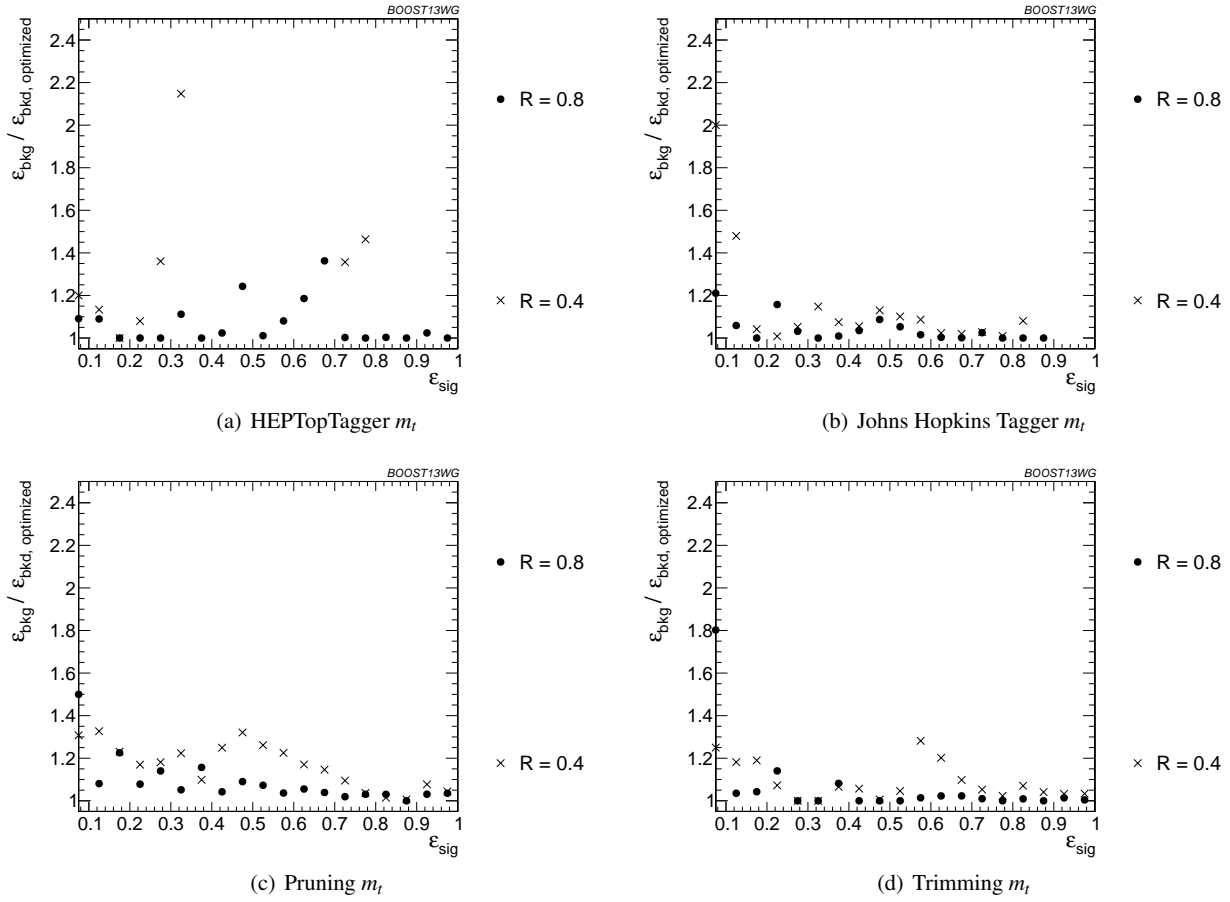 BOOST13WG
ε_bkg / ε_bkd, optimized
2.4
2.2
2
1.8
1.6
1.4
1.2
1
0.1 0.2 0.3 0.4 0.5 0.6 0.7 0.8 0.9 1
ε_sig
R = 0.8
R = 0.4
(a) HEPTopTagger m_t
BOOST13WG
ε_bkg / ε_bkd, optimized
2.4
2.2
2
1.8
1.6
1.4
1.2
1
0.1 0.2 0.3 0.4 0.5 0.6 0.7 0.8 0.9 1
ε_sig
R = 0.8
R = 0.4
(b) Johns Hopkins Tagger m_t
BOOST13WG
ε_bkg / ε_bkd, optimized
2.4
2.2
2
1.8
1.6
1.4
1.2
1
0.1 0.2 0.3 0.4 0.5 0.6 0.7 0.8 0.9 1
ε_sig
R = 0.8
R = 0.4
(c) Pruning m_t
BOOST13WG
ε_bkg / ε_bkd, optimized
2.4
2.2
2
1.8
1.6
1.4
1.2
1
0.1 0.2 0.3 0.4 0.5 0.6 0.7 0.8 0.9 1
ε_sig
R = 0.8
R = 0.4
(d) Trimming m_t